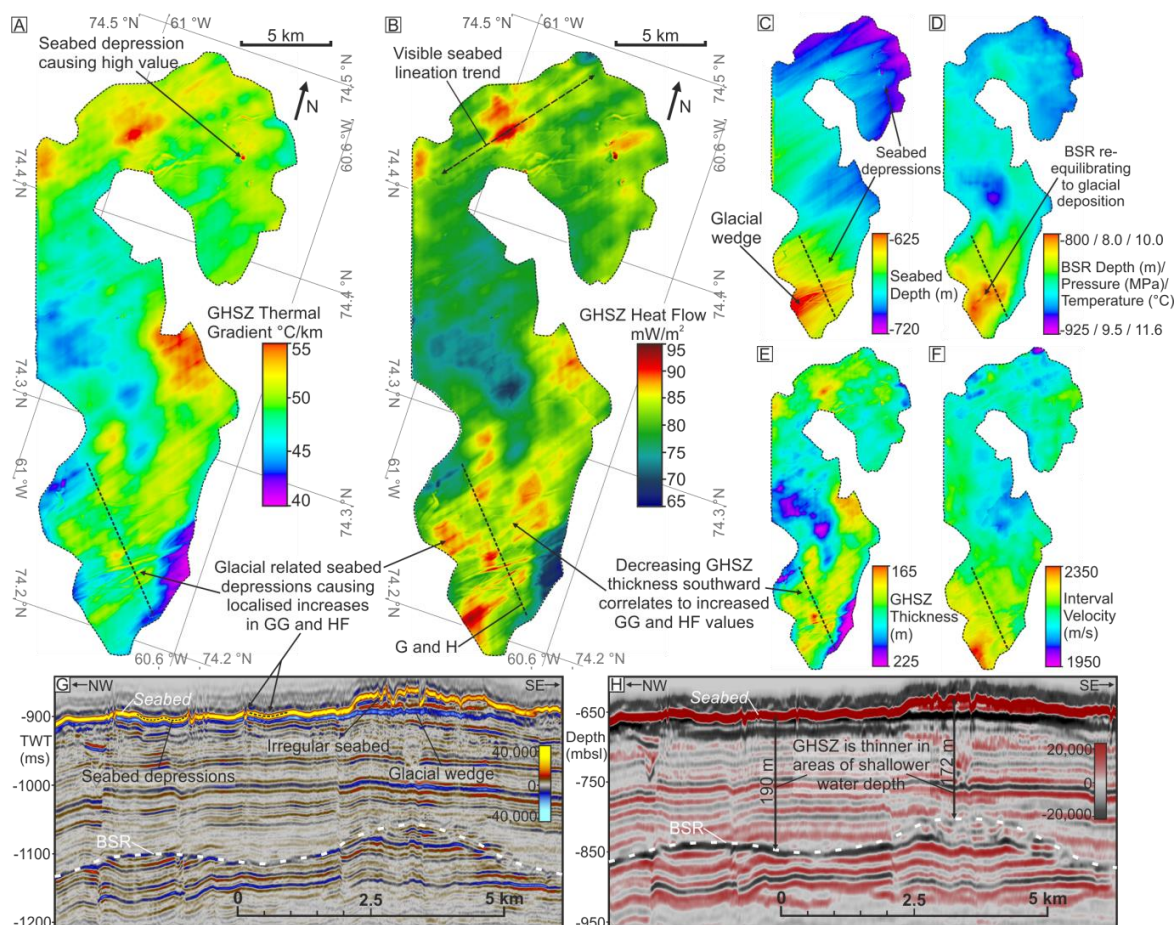 A
74.5 °N
61 °W
5 km
N
74.5 °N
60.6 °W
74.4 °N
74.4 °N
74.3 °N
74.3 °N
61 °W
74.2 °N
60.6 °W
74.2 °N
Seabed depression
causing high value
GHSZ Thermal
Gradient °C/km
55
50
45
40
Glacial related seabed
depressions causing
localised increases
in GG and HF
B
74.5 °N
61 °W
5 km
N
74.5 °N
60.6 °W
74.4 °N
74.4 °N
74.3 °N
74.3 °N
61 °W
74.2 °N
60.6 °W
74.2 °N
Visible seabed
lineation trend
GHSZ Heat Flow
mW/m²
95
90
85
80
75
70
65
G and H
Decreasing GHSZ
thickness southward
correlates to increased
GG and HF values
C
Seabed
depressions
Glacial
wedge
-625
Seabed
Depth (m)
-720
D
BSR re-
equilibrating
to glacial
deposition
-800 / 8.0 / 10.0
BSR Depth (m)/
Pressure (MPa)/
Temperature (°C)
-925 / 9.5 / 11.6
E
165
GHSZ
Thickness
(m)
225
F
2350
Interval
Velocity
(m/s)
1950
G
NW
SE
Seabed
-900
TWT
(ms)
-1000
-1100
-1200
Irregular seabed
Seabed depressions
Glacial wedge
40,000
-40,000
BSR
0
2.5
5 km
H
NW
SE
Seabed
-650
Depth
(mbsl)
-750
-850
-950
GHSZ is thinner in
areas of shallower
water depth
190 m
172 m
20,000
-20,000
BSR
0
2.5
5 km